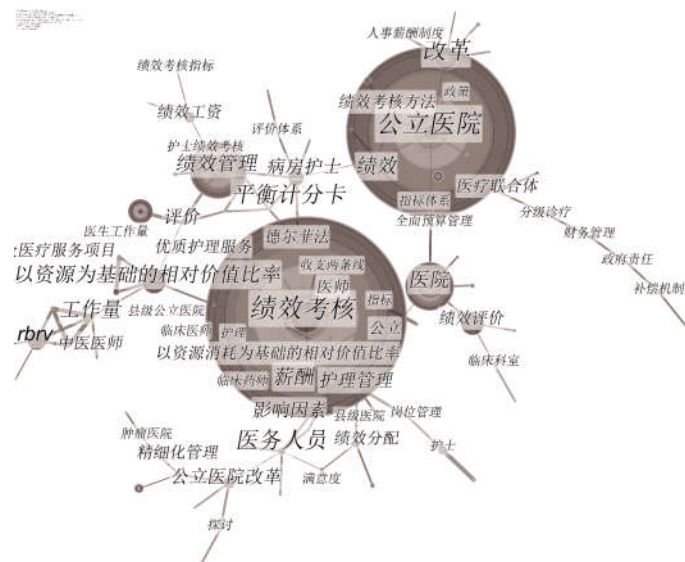 人事薪酬制度
改革
绩效考核指标
政策
绩效考核方法
绩效工资
公立医院
评价体系
护士绩效考核
绩效管理
病房护士
绩效
医疗联合体
平衡计分卡
指标体系
分级诊疗
评价
全面预算管理
医生工作量
财务管理
优质护理服务
德尔菲法
医疗服务项目
收支两条线
政府责任
以资源为基础的相对价值比率
医师
医院
补偿机制
工作量
县级公立医院
绩效考核
指标
绩效评价
rbrv
中医医师
临床医师
护理
公立
以资源消耗为基础的相对价值比率
临床科室
临床药师
薪酬
护理管理
影响因素
县级医院
岗位管理
肿瘤医院
医务人员
绩效分配
护士
精细化管理
公立医院改革
满意度
探讨